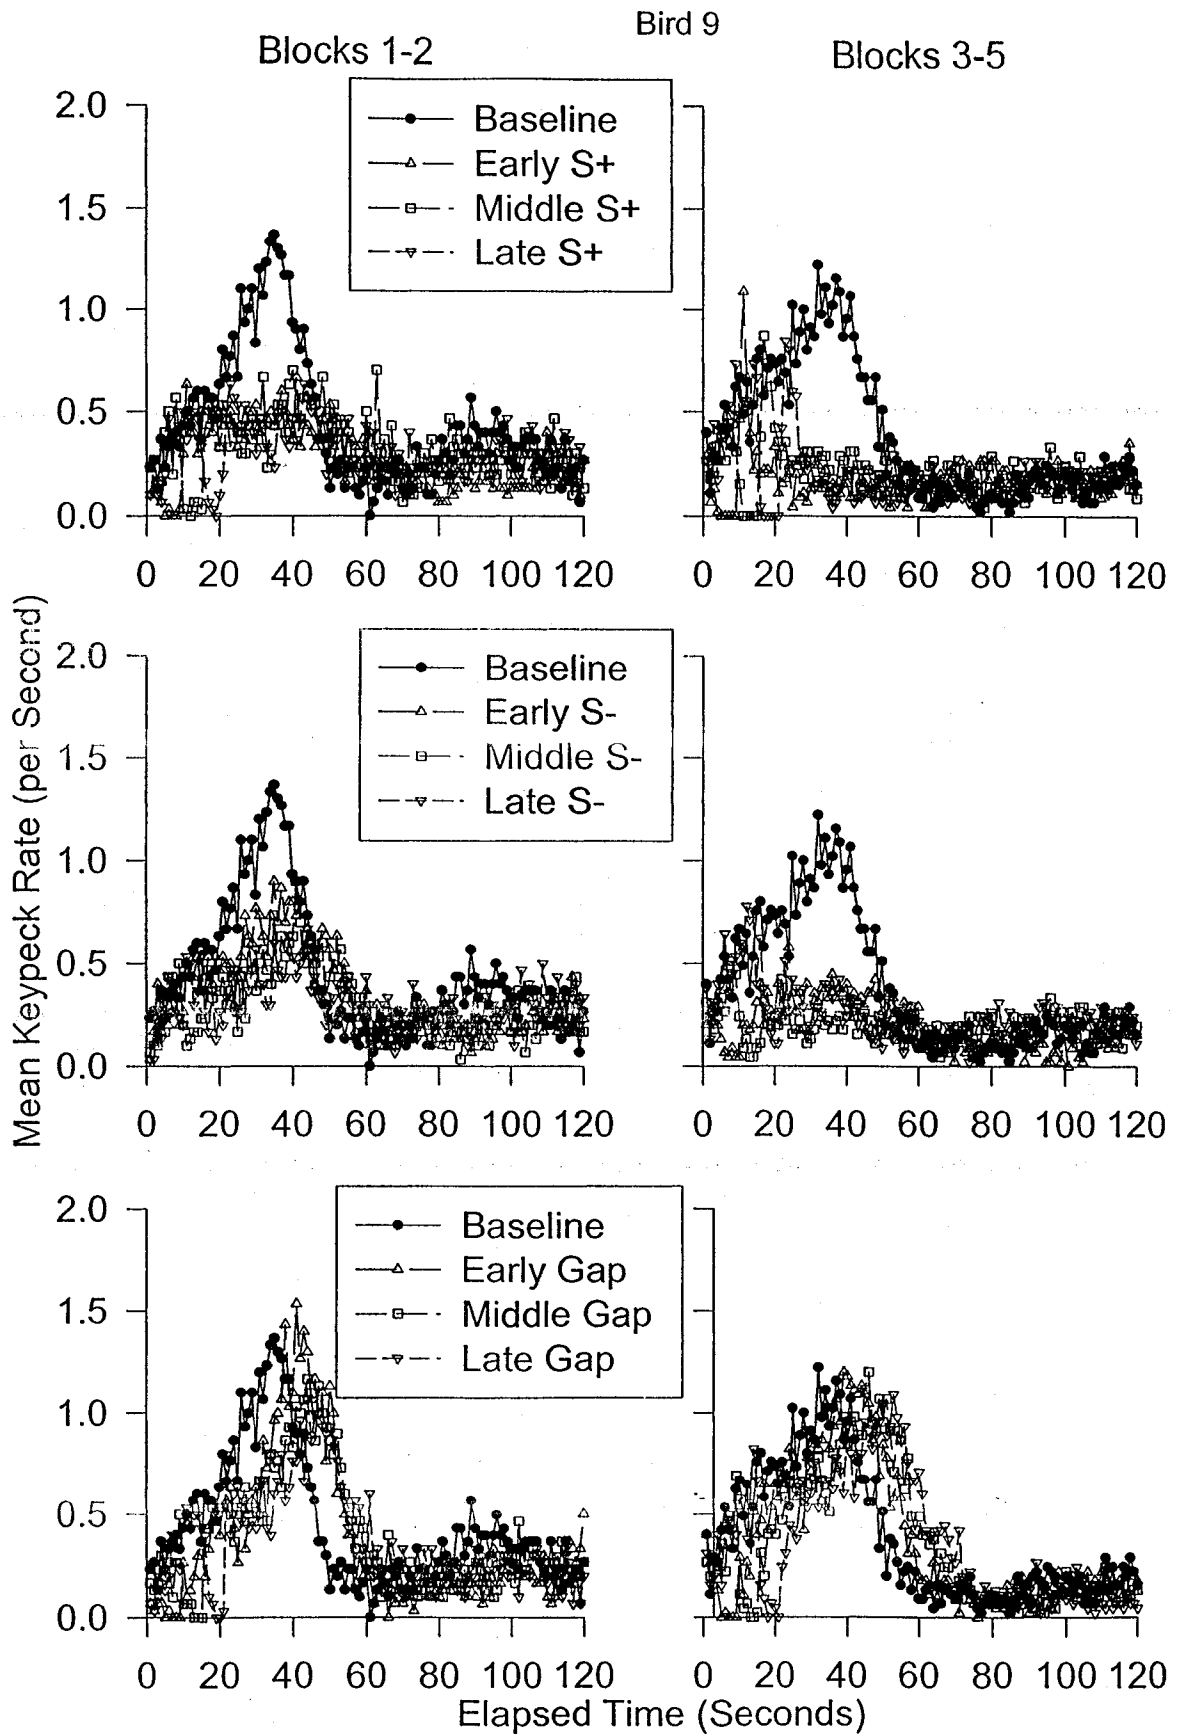 Bird 9
Blocks 1-2
Blocks 3-5
2.0
1.5
1.0
0.5
0.0
Baseline
Early S+
Middle S+
Late S+
0 20 40 60 80 100 120
0 20 40 60 80 100 120
Mean Keypeck Rate (per Second)
2.0
1.5
1.0
0.5
0.0
Baseline
Early S-
Middle S-
Late S-
0 20 40 60 80 100 120
0 20 40 60 80 100 120
2.0
1.5
1.0
0.5
0.0
Baseline
Early Gap
Middle Gap
Late Gap
0 20 40 60 80 100 120
0 20 40 60 80 100 120
Elapsed Time (Seconds)